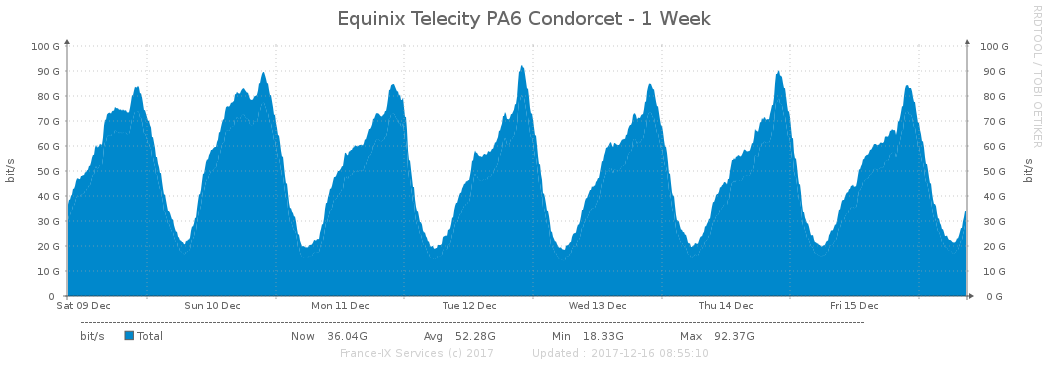 Equinix Telecity PA6 Condorcet - 1 Week
RRDTOOL / TOBI OETIKER
bit/s
bit/s
100 G 100 G
90 G 90 G
80 G 80 G
70 G 70 G
60 G 60 G
50 G 50 G
40 G 40 G
30 G 30 G
20 G 20 G
10 G 10 G
0 0 G
Sat 09 Dec Sun 10 Dec Mon 11 Dec Tue 12 Dec Wed 13 Dec Thu 14 Dec Fri 15 Dec
bit/s Total Now 36.04G Avg 52.28G Min 18.33G Max 92.37G
France-IX Services (c) 2017 Updated : 2017-12-16 08:55:10